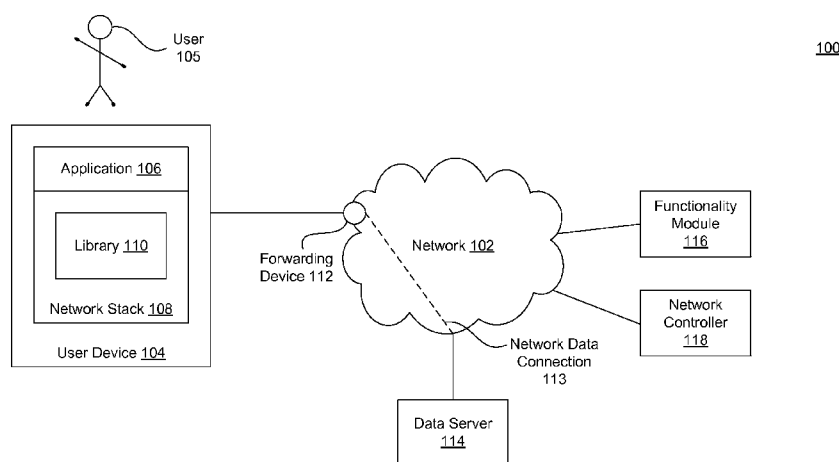 User
105
100
Application 106
Library 110
Network Stack 108
User Device 104
Forwarding
Device 112
Network 102
Network Data
Connection
113
Data Server
114
Functionality
Module
116
Network
Controller
118